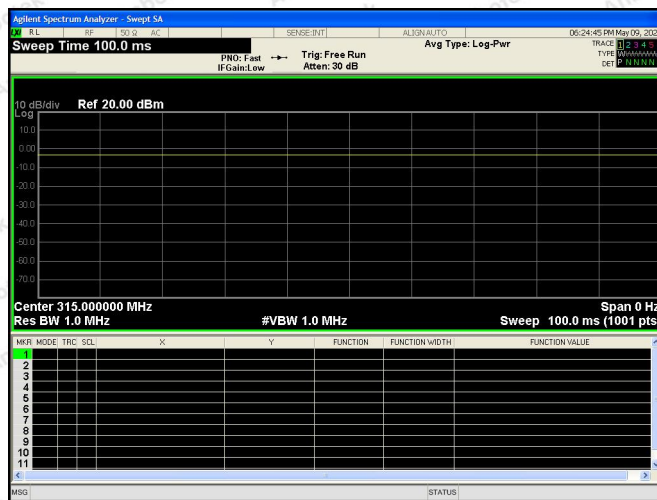 Agilent Spectrum Analyzer - Swept SA
LXI RL RF 50 Ω AC SENSE:INT ALIGN AUTO 06:24:45 PM May 09, 202
Sweep Time 100.0 ms
PNO: Fast
IFGain:Low
Trig: Free Run
Atten: 30 dB
Avg Type: Log-Pwr
TRACE 1 2 3 4 5
TYPE W
DET P N N N N
10 dB/div Ref 20.00 dBm
Log
10.0
0.00
-10.0
-20.0
-30.0
-40.0
-50.0
-60.0
-70.0
Center 315.000000 MHz Span 0 Hz
Res BW 1.0 MHz #VBW 1.0 MHz Sweep 100.0 ms (1001 pts
MKR MODE TRC SCL X Y FUNCTION FUNCTION WIDTH FUNCTION VALUE
1
2
3
4
5
6
7
8
9
10
11
MSG STATUS